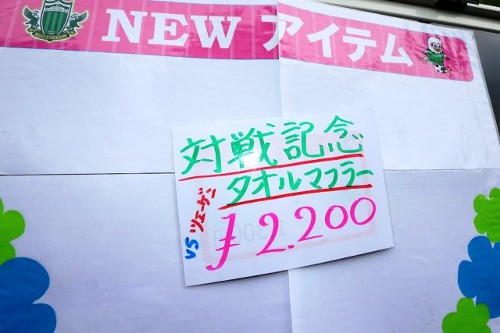 NEW アイテム
対戦記念
タオルマフラー
vs ツエーゲン
¥2.200